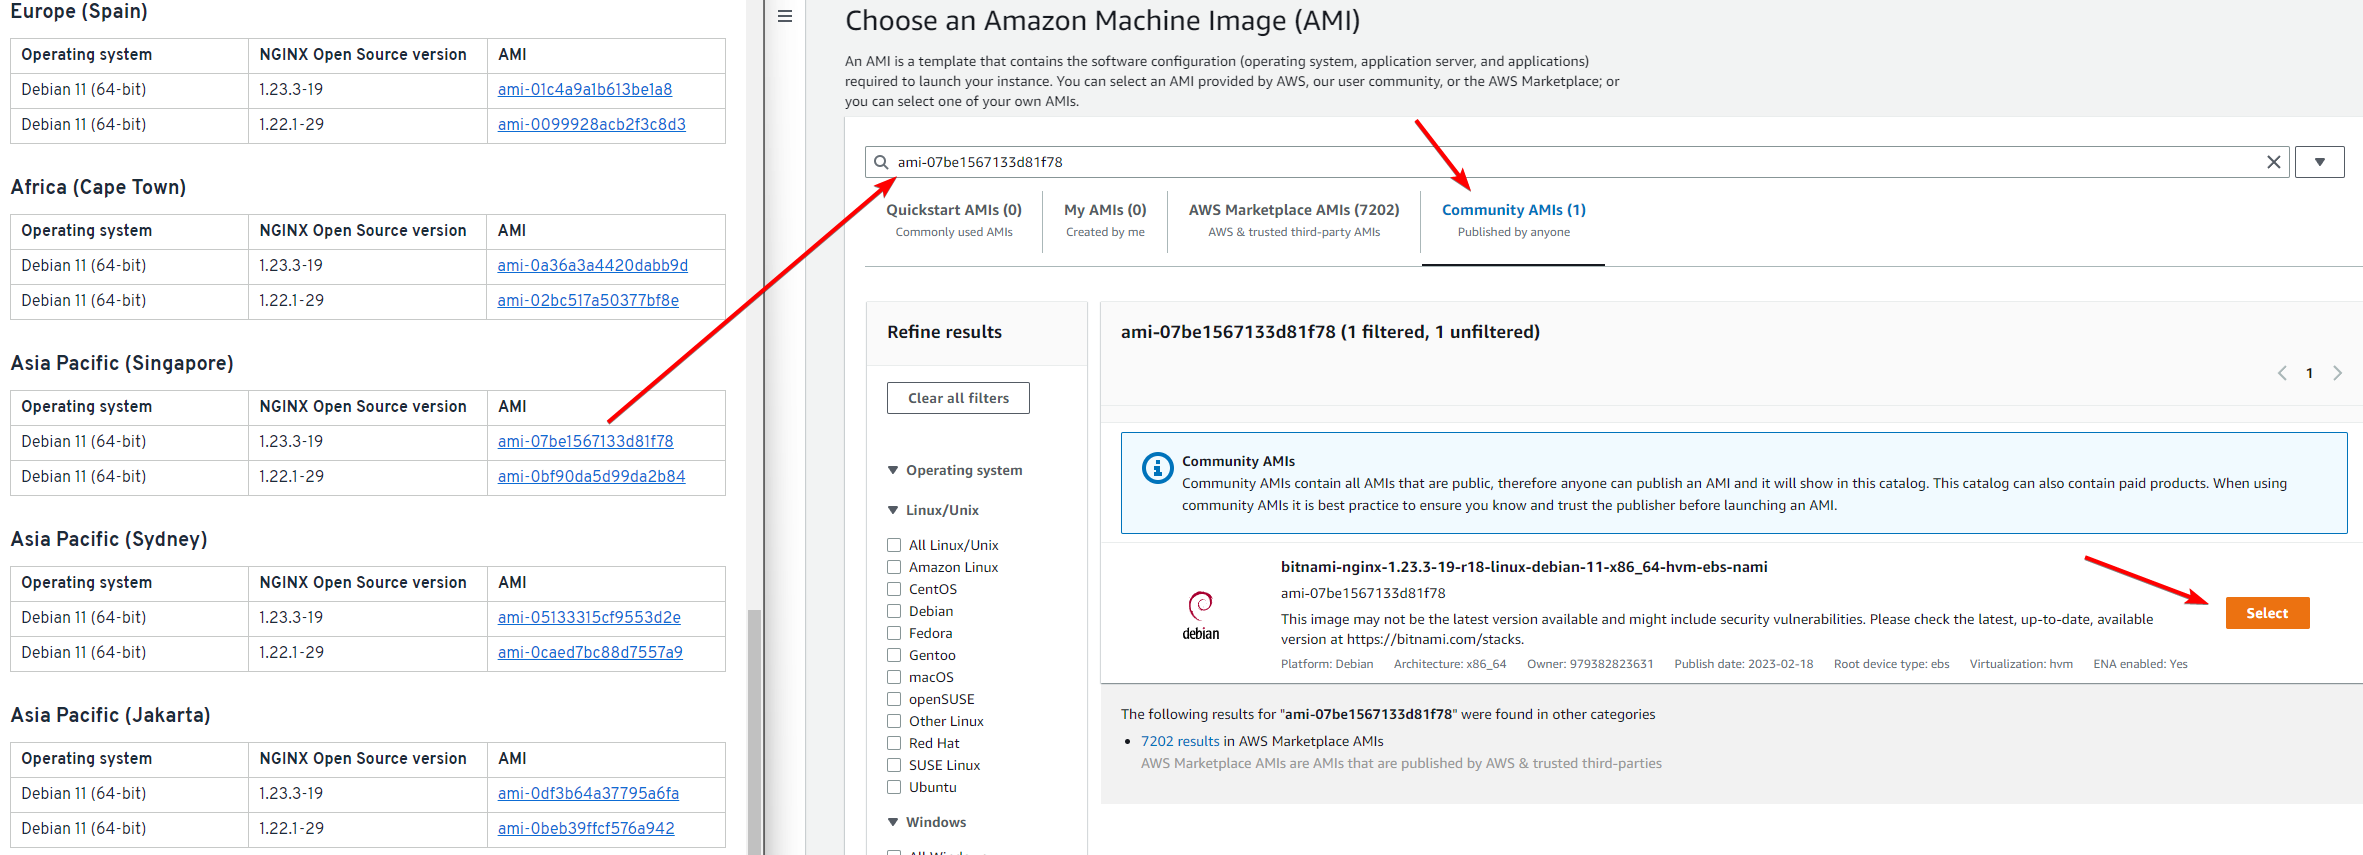 Europe (Spain)
Operating system NGINX Open Source version AMI
Debian 11 (64-bit) 1.23.3-19 ami-01c4a9a1b613be1a8
Debian 11 (64-bit) 1.22.1-29 ami-0099928acb2f3c8d3
Africa (Cape Town)
Operating system NGINX Open Source version AMI
Debian 11 (64-bit) 1.23.3-19 ami-0a36a3a4420dabb9d
Debian 11 (64-bit) 1.22.1-29 ami-02bc517a50377bf8e
Asia Pacific (Singapore)
Operating system NGINX Open Source version AMI
Debian 11 (64-bit) 1.23.3-19 ami-07be1567133d81f78
Debian 11 (64-bit) 1.22.1-29 ami-0bf90da5d99da2b84
Asia Pacific (Sydney)
Operating system NGINX Open Source version AMI
Debian 11 (64-bit) 1.23.3-19 ami-05133315cf9553d2e
Debian 11 (64-bit) 1.22.1-29 ami-0caed7bc88d7557a9
Asia Pacific (Jakarta)
Operating system NGINX Open Source version AMI
Debian 11 (64-bit) 1.23.3-19 ami-0df3b64a37795a6fa
Debian 11 (64-bit) 1.22.1-29 ami-0beb39ffcf576a942
Choose an Amazon Machine Image (AMI)
An AMI is a template that contains the software configuration (operating system, application server, and applications)
required to launch your instance. You can select an AMI provided by AWS, our user community, or the AWS Marketplace; or
you can select one of your own AMIs.
ami-07be1567133d81f78
Quickstart AMIs (0) My AMIs (0) AWS Marketplace AMIs (7202) Community AMIs (1)
Commonly used AMIs Created by me AWS & trusted third-party AMIs Published by anyone
Refine results
Clear all filters
Operating system
Linux/Unix
All Linux/Unix
Amazon Linux
CentOS
Debian
Fedora
Gentoo
macOS
openSUSE
Other Linux
Red Hat
SUSE Linux
Ubuntu
Windows
All Windows
ami-07be1567133d81f78 (1 filtered, 1 unfiltered)
1
Community AMIs
Community AMIs contain all AMIs that are public, therefore anyone can publish an AMI and it will show in this catalog. This catalog can also contain paid products. When using
community AMIs it is best practice to ensure you know and trust the publisher before launching an AMI.
debian
bitnami-nginx-1.23.3-19-r18-linux-debian-11-x86_64-hvm-ebs-nami
ami-07be1567133d81f78
This image may not be the latest version available and might include security vulnerabilities. Please check the latest, up-to-date, available
version at https://bitnami.com/stacks.
Platform: Debian Architecture: x86_64 Owner: 979382823631 Publish date: 2023-02-18 Root device type: ebs Virtualization: hvm ENA enabled: Yes
Select
The following results for "ami-07be1567133d81f78" were found in other categories
7202 results in AWS Marketplace AMIs
AWS Marketplace AMIs are AMIs that are published by AWS & trusted third-parties